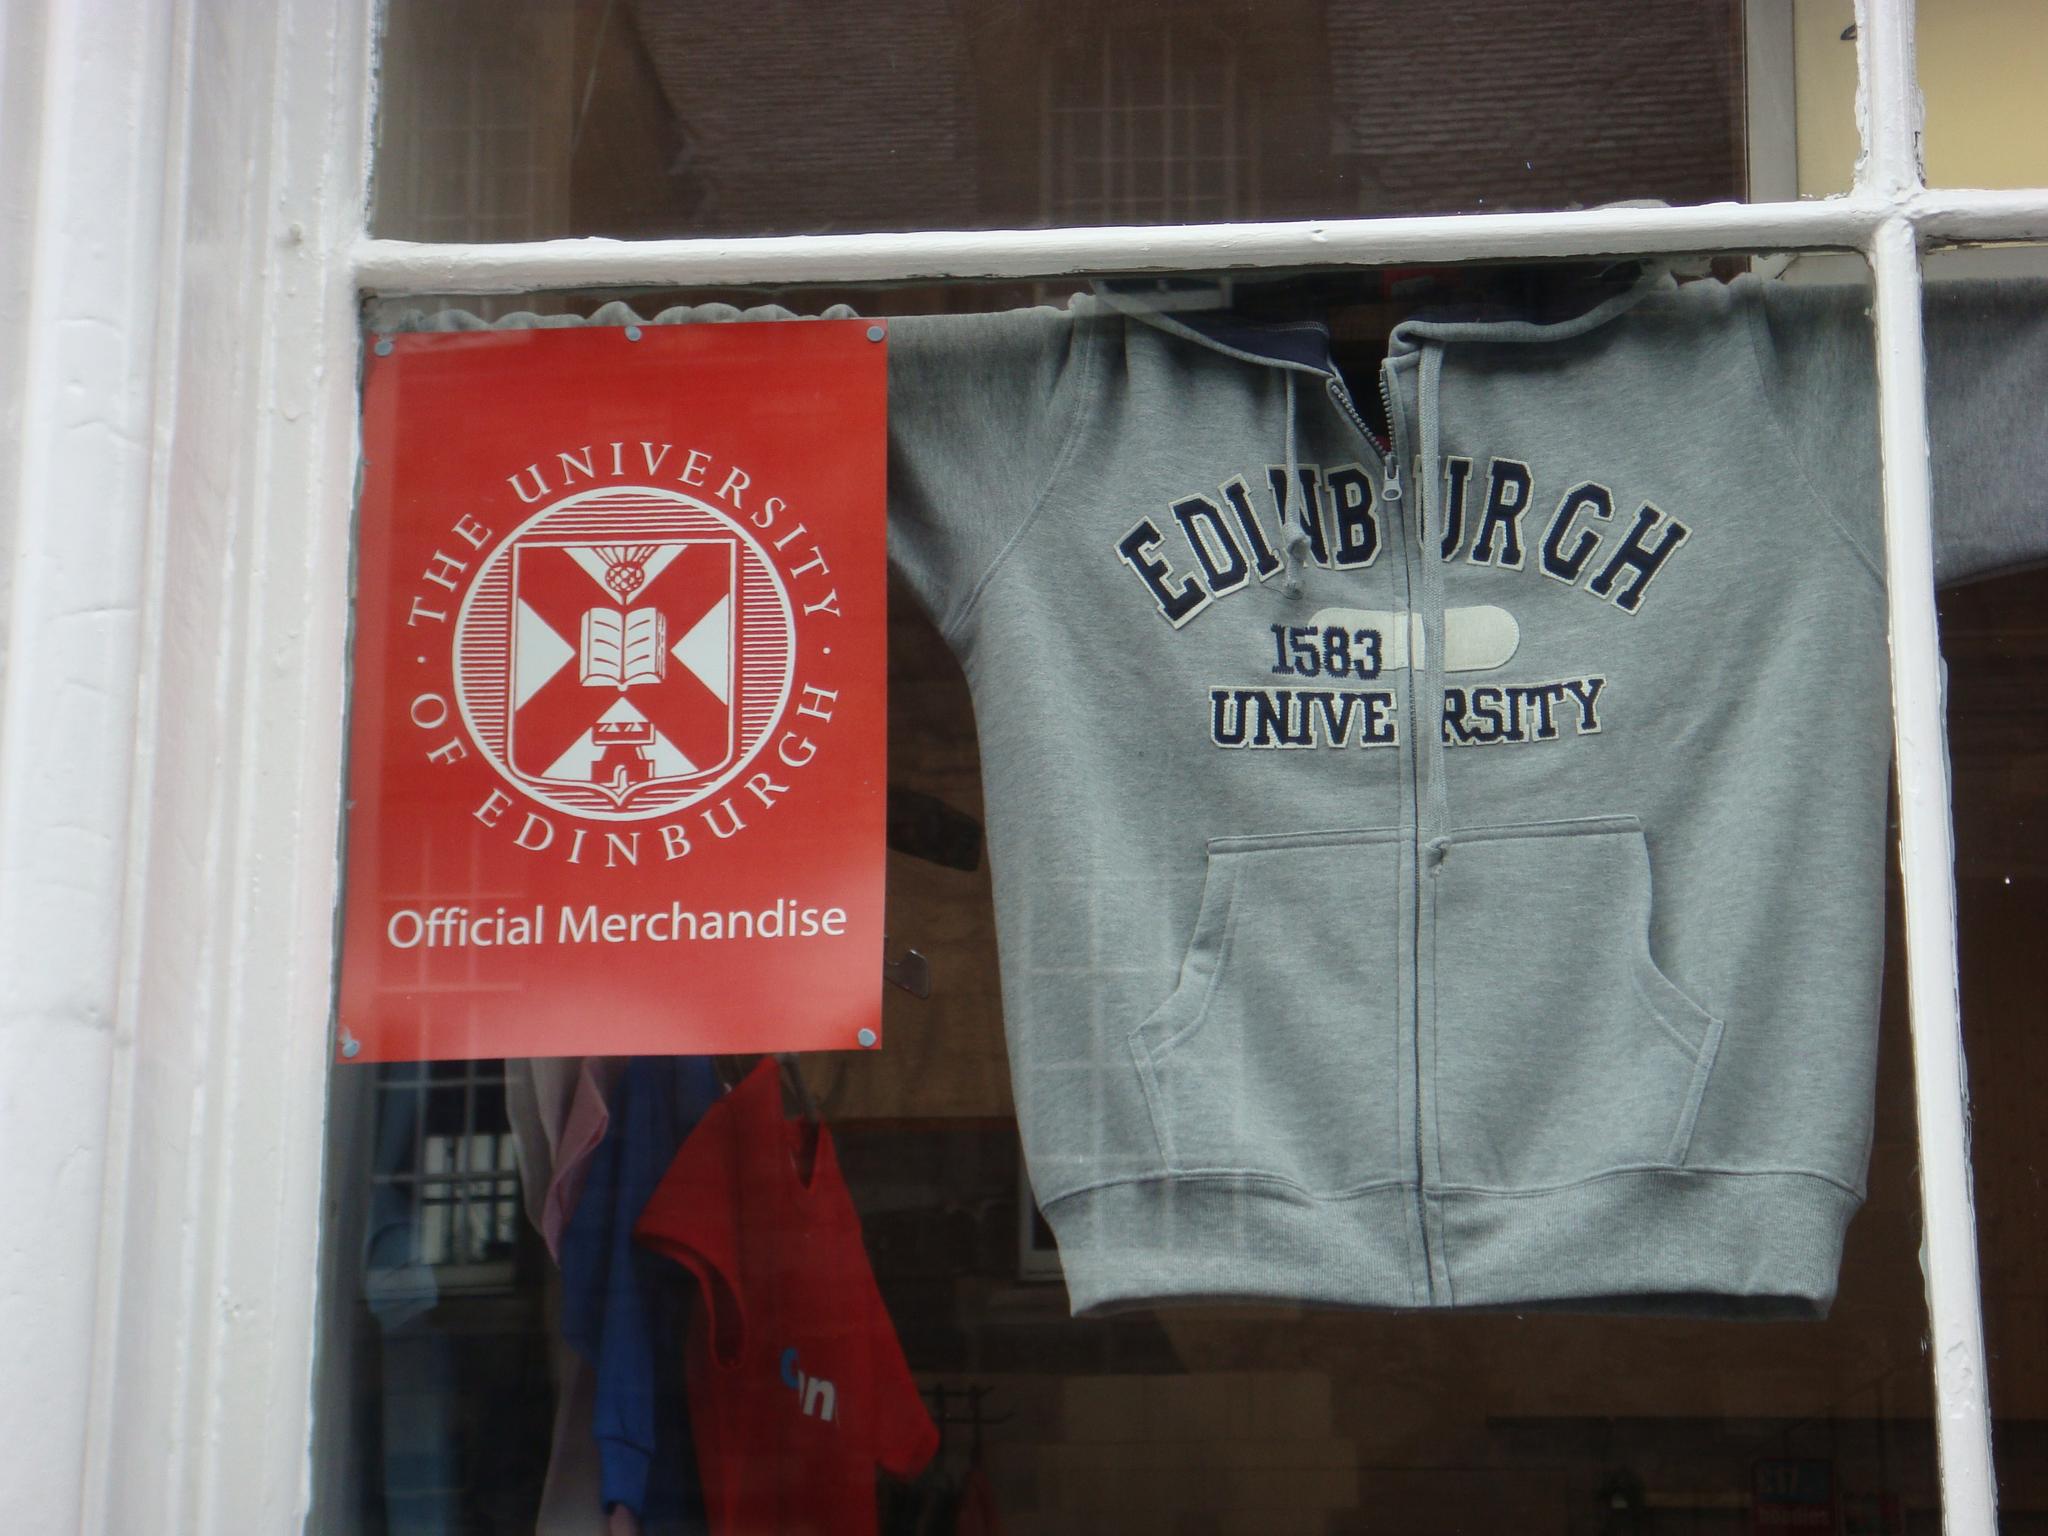 THE UNIVERSITY
OF EDINBURGH
Official Merchandise
EDINBURGH
1583
UNIVERSITY